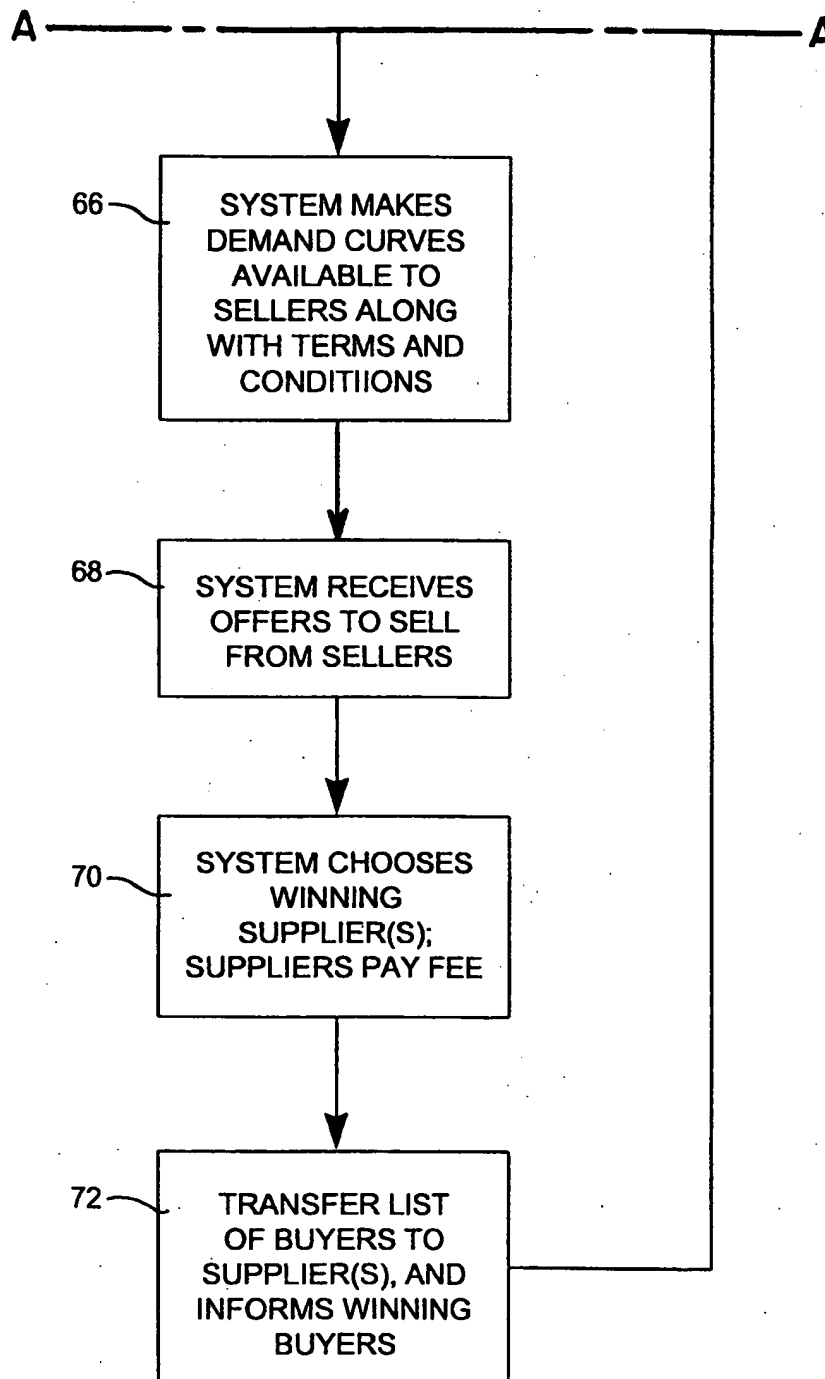 A A
66
SYSTEM MAKES
DEMAND CURVES
AVAILABLE TO
SELLERS ALONG
WITH TERMS AND
CONDITIIONS
68
SYSTEM RECEIVES
OFFERS TO SELL
FROM SELLERS
70
SYSTEM CHOOSES
WINNING
SUPPLIER(S);
SUPPLIERS PAY FEE
72
TRANSFER LIST
OF BUYERS TO
SUPPLIER(S), AND
INFORMS WINNING
BUYERS